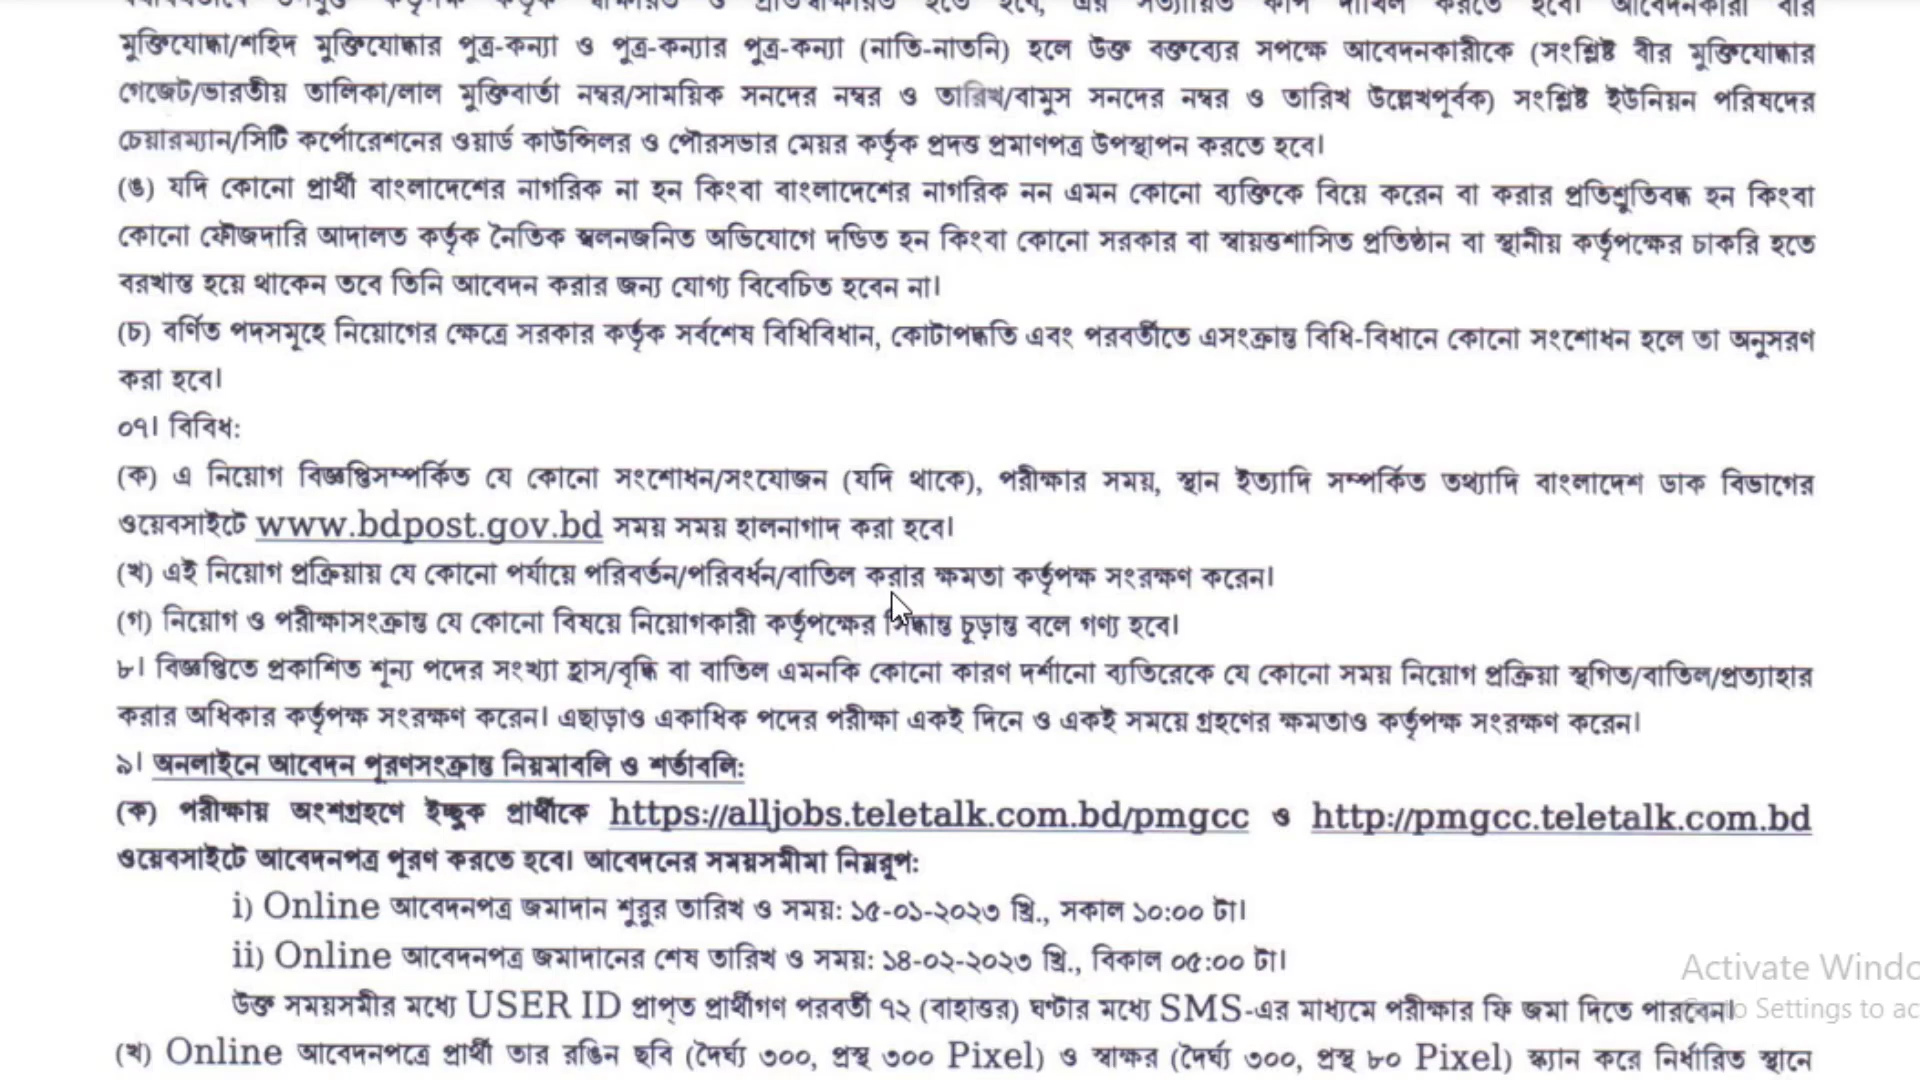 মুক্তিযোদ্ধা/শহিদ মুক্তিযোদ্ধার পুত্র-কন্যা ও পুত্র-কন্যার পুত্র-কন্যা (নাতি-নাতনি) হলে উক্ত বক্তব্যের সপক্ষে আবেদনকারীকে (সংশ্লিষ্ট বীর মুক্তিযোদ্ধার
গেজেট/ভারতীয় তালিকা/লাল মুক্তিবার্তা নম্বর/সাময়িক সনদের নম্বর ও তারিখ/বামুস সনদের নম্বর ও তারিখ উল্লেখপূর্বক) সংশ্লিষ্ট ইউনিয়ন পরিষদের
চেয়ারম্যান/সিটি কর্পোরেশনের ওয়ার্ড কাউন্সিলর ও পৌরসভার মেয়র কর্তৃক প্রদত্ত প্রমাণপত্র উপস্থাপন করতে হবে।
(ঙ) যদি কোনো প্রার্থী বাংলাদেশের নাগরিক না হন কিংবা বাংলাদেশের নাগরিক নন এমন কোনো ব্যক্তিকে বিয়ে করেন বা করার প্রতিশ্রুতিবদ্ধ হন কিংবা
কোনো ফৌজদারি আদালত কর্তৃক নৈতিক স্খলনজনিত অভিযোগে দণ্ডিত হন কিংবা কোনো সরকার বা স্বায়ত্তশাসিত প্রতিষ্ঠান বা স্থানীয় কর্তৃপক্ষের চাকরি হতে
বরখাস্ত হয়ে থাকেন তবে তিনি আবেদন করার জন্য যোগ্য বিবেচিত হবেন না।
(চ) বর্ণিত পদসমূহে নিয়োগের ক্ষেত্রে সরকার কর্তৃক সর্বশেষ বিধিবিধান, কোটাপদ্ধতি এবং পরবর্তীতে এসংক্রান্ত বিধি-বিধানে কোনো সংশোধন হলে তা অনুসরণ
করা হবে।
০৭। বিবিধ:
(ক) এ নিয়োগ বিজ্ঞপ্তিসম্পর্কিত যে কোনো সংশোধন/সংযোজন (যদি থাকে), পরীক্ষার সময়, স্থান ইত্যাদি সম্পর্কিত তথ্যাদি বাংলাদেশ ডাক বিভাগের
ওয়েবসাইটে www.bdpost.gov.bd সময় সময় হালনাগাদ করা হবে।
(খ) এই নিয়োগ প্রক্রিয়ায় যে কোনো পর্যায়ে পরিবর্তন/পরিবর্ধন/বাতিল করার ক্ষমতা কর্তৃপক্ষ সংরক্ষণ করেন।
(গ) নিয়োগ ও পরীক্ষাসংক্রান্ত যে কোনো বিষয়ে নিয়োগকারী কর্তৃপক্ষের সিদ্ধান্ত চূড়ান্ত বলে গণ্য হবে।
৮। বিজ্ঞপ্তিতে প্রকাশিত শূন্য পদের সংখ্যা হ্রাস/বৃদ্ধি বা বাতিল এমনকি কোনো কারণ দর্শানো ব্যতিরেকে যে কোনো সময় নিয়োগ প্রক্রিয়া স্থগিত/বাতিল/প্রত্যাহার
করার অধিকার কর্তৃপক্ষ সংরক্ষণ করেন। এছাড়াও একাধিক পদের পরীক্ষা একই দিনে ও একই সময়ে গ্রহণের ক্ষমতাও কর্তৃপক্ষ সংরক্ষণ করেন।
৯। অনলাইনে আবেদন পূরণসংক্রান্ত নিয়মাবলি ও শর্তাবলি:
(ক) পরীক্ষায় অংশগ্রহণে ইচ্ছুক প্রার্থীকে https://alljobs.teletalk.com.bd/pmgcc ও http://pmgcc.teletalk.com.bd
ওয়েবসাইটে আবেদনপত্র পূরণ করতে হবে। আবেদনের সময়সমীমা নিম্নরূপ:
i) Online আবেদনপত্র জমাদান শুরুর তারিখ ও সময়: ১৫-০১-২০২৩ খ্রি., সকাল ১০:০০ টা।
ii) Online আবেদনপত্র জমাদানের শেষ তারিখ ও সময়: ১৪-০২-২০২৩ খ্রি., বিকাল ০৫:০০ টা।
উক্ত সময়সমীর মধ্যে USER ID প্রাপ্ত প্রার্থীগণ পরবর্তী ৭২ (বাহাত্তর) ঘণ্টার মধ্যে SMS-এর মাধ্যমে পরীক্ষার ফি জমা দিতে পারবেন।
(খ) Online আবেদনপত্রে প্রার্থী তার রঙিন ছবি (দৈর্ঘ্য ৩০০, প্রস্থ ৩০০ Pixel) ও স্বাক্ষর (দৈর্ঘ্য ৩০০, প্রস্থ ৮০ Pixel) স্ক্যান করে নির্ধারিত স্থানে
Activate Windo
to Settings to ac